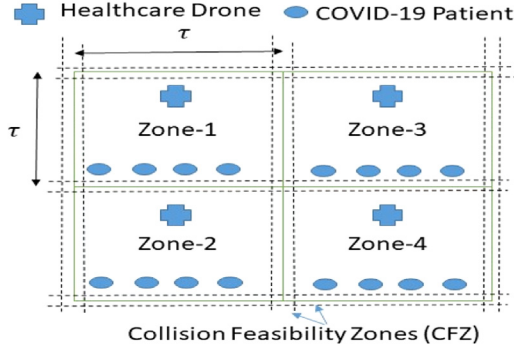 Healthcare Drone COVID-19 Patient
τ
τ
Zone-1 Zone-3
Zone-2 Zone-4
Collision Feasibility Zones (CFZ)